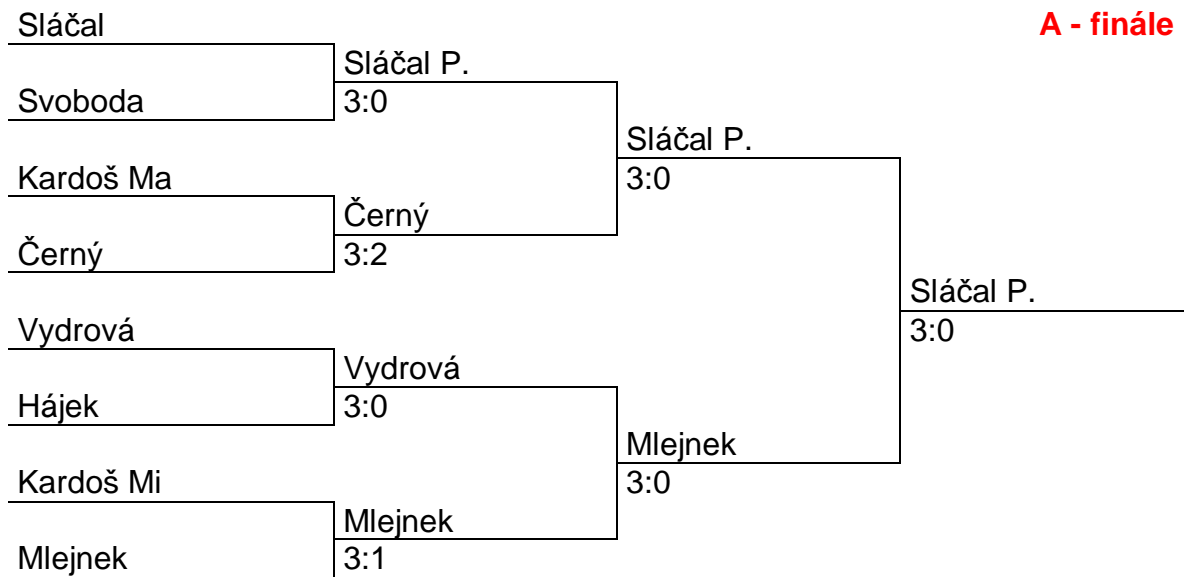 Sláčal
A - finále
Sláčal P.
Svoboda
3:0
Sláčal P.
Kardoš Ma
3:0
Černý
Černý
3:2
Sláčal P.
Vydrová
3:0
Vydrová
Hájek
3:0
Mlejnek
Kardoš Mi
3:0
Mlejnek
Mlejnek
3:1